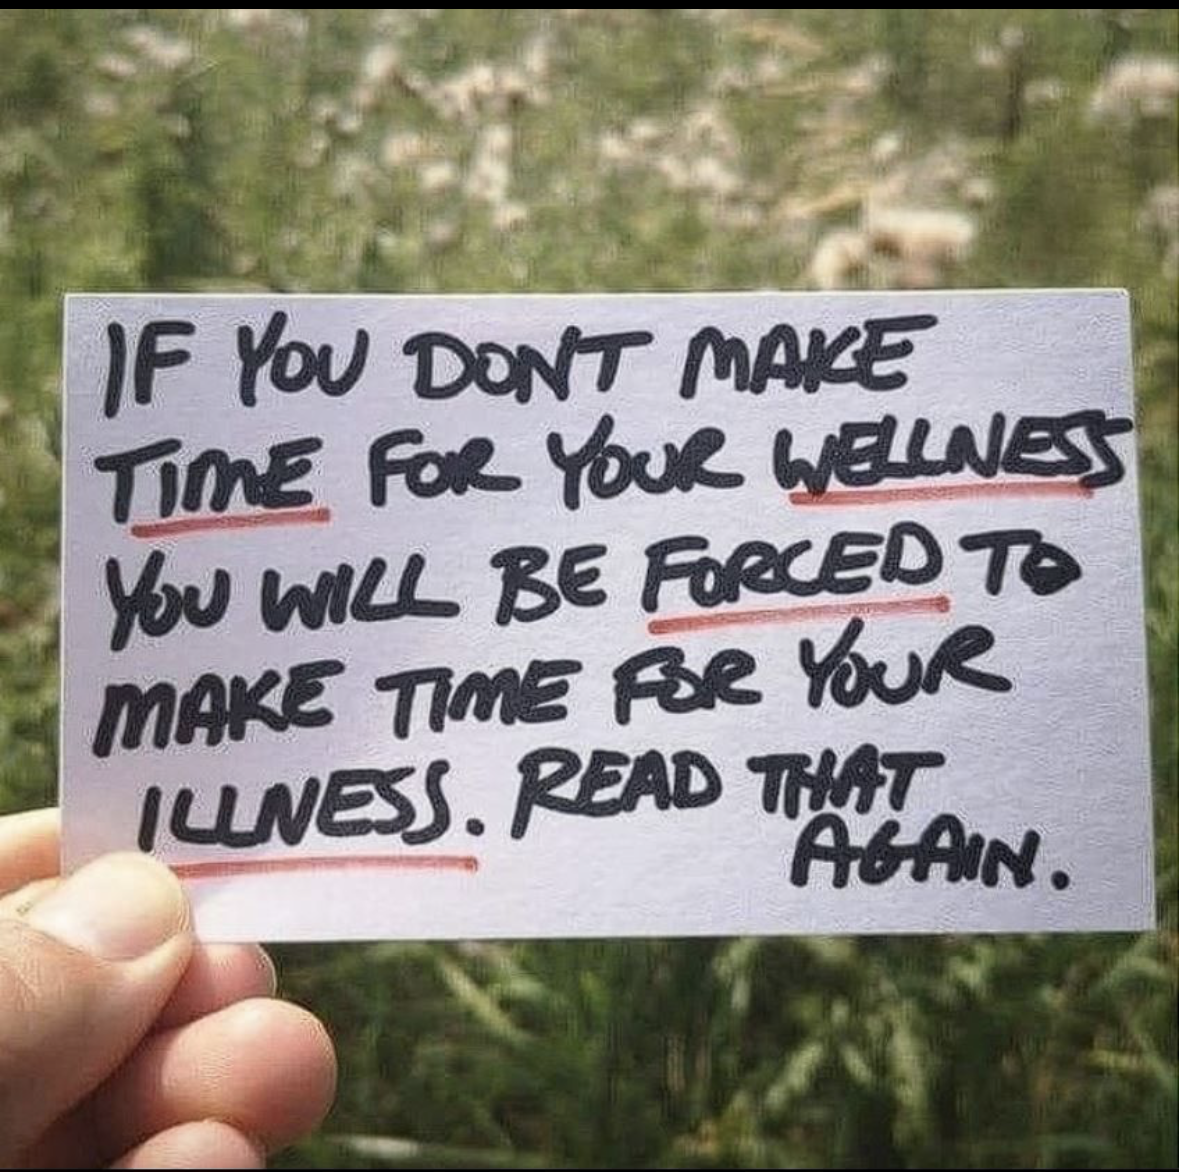 IF YOU DONT MAKE
TIME FOR YOUR WELLNESS
YOU WILL BE FORCED TO
MAKE TIME FOR YOUR
ILLNESS. READ THAT
AGAIN.